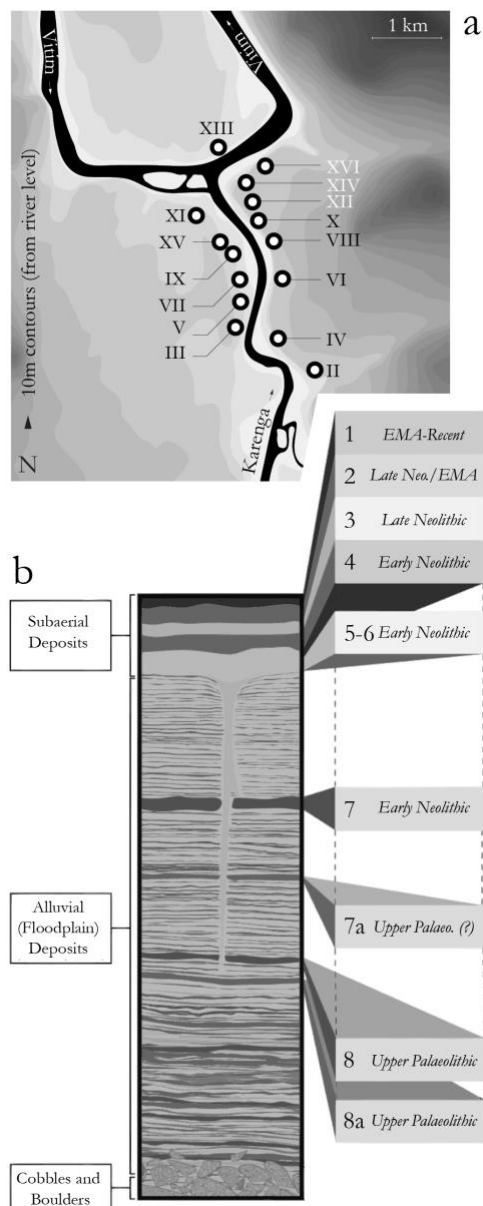 a
1 km
Vitim
Vitim
XIII
XVI
XIV
XII
XI
X
XV
VIII
IX
VI
VII
V
IV
III
II
10m contours (from river level)
N
Karenga
b
1 EMA-Recent
2 Late Neo./EMA
3 Late Neolithic
4 Early Neolithic
Subaerial
Deposits
5-6 Early Neolithic
7 Early Neolithic
Alluvial
(Floodplain)
Deposits
7a Upper Palaeo. (?)
8 Upper Palaeolithic
8a Upper Palaeolithic
Cobbles and
Boulders